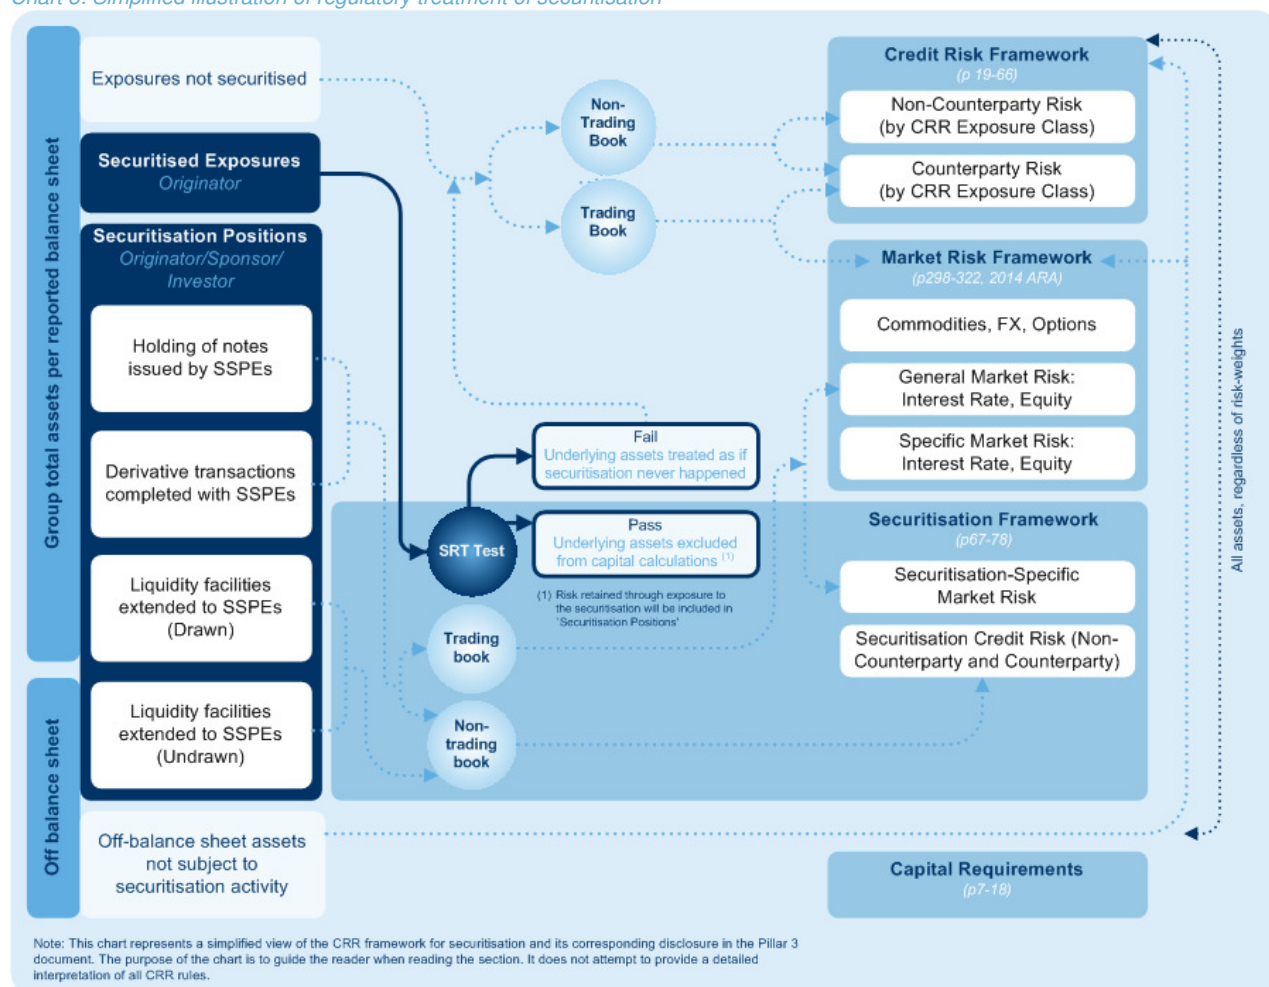 Chart 3: Simplified illustration of regulatory treatment of securitisation
Group total assets per reported balance sheet
Off balance sheet
Exposures not securitised
Securitised Exposures
Originator
Securitisation Positions
Originator/Sponsor/
Investor
Holding of notes
issued by SSPEs
Derivative transactions
completed with SSPEs
Liquidity facilities
extended to SSPEs
(Drawn)
Liquidity facilities
extended to SSPEs
(Undrawn)
Off-balance sheet assets
not subject to
securitisation activity
Non-
Trading
Book
Trading
Book
Fail
Underlying assets treated as if
securitisation never happened
SRT Test
Pass
Underlying assets excluded
from capital calculations (1)
(1) Risk retained through exposure to
the securitisation will be included in
`Securitisation Positions'
Trading
book
Non-
trading
book
Credit Risk Framework
(p 19-66)
Non-Counterparty Risk
(by CRR Exposure Class)
Counterparty Risk
(by CRR Exposure Class)
Market Risk Framework
(p298-322, 2014 ARA)
Commodities, FX, Options
General Market Risk:
Interest Rate, Equity
Specific Market Risk:
Interest Rate, Equity
Securitisation Framework
(p67-78)
Securitisation-Specific
Market Risk
Securitisation Credit Risk (Non-
Counterparty and Counterparty)
Capital Requirements
(p7-18)
All assets, regardless of risk-weights
Note: This chart represents a simplified view of the CRR framework for securitisation and its corresponding disclosure in the Pillar 3
document. The purpose of the chart is to guide the reader when reading the section. It does not attempt to provide a detailed
interpretation of all CRR rules.